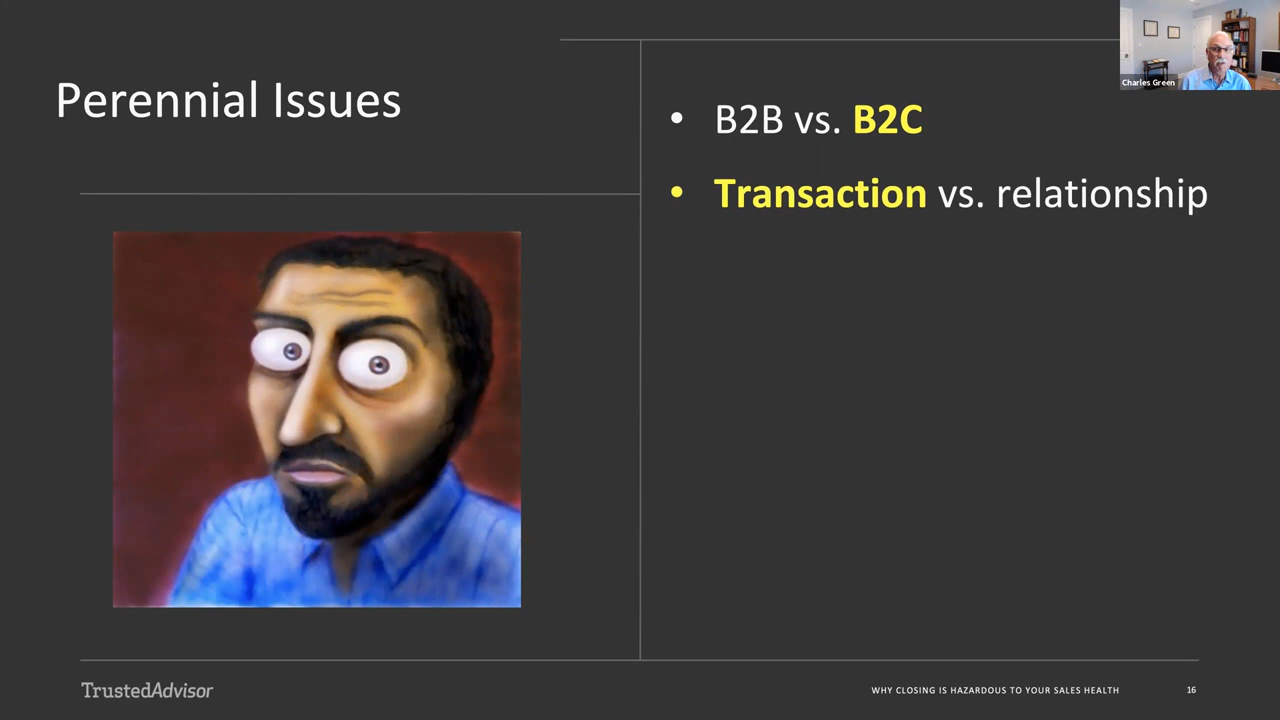 Perennial Issues
• B2B vs. B2C
• Transaction vs. relationship
Charles Green
TrustedAdvisor
WHY CLOSING IS HAZARDOUS TO YOUR SALES HEALTH
16